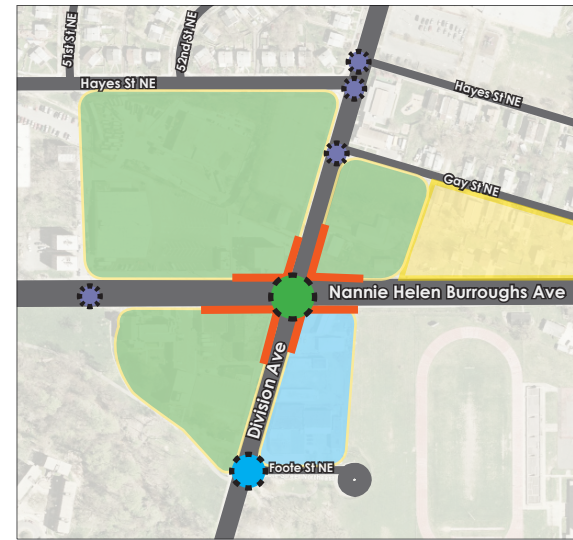 51st St NE
52nd St NE
Hayes St NE
Hayes St NE
Gay St NE
Nannie Helen Burroughs Ave
Division Ave
Foote St NE